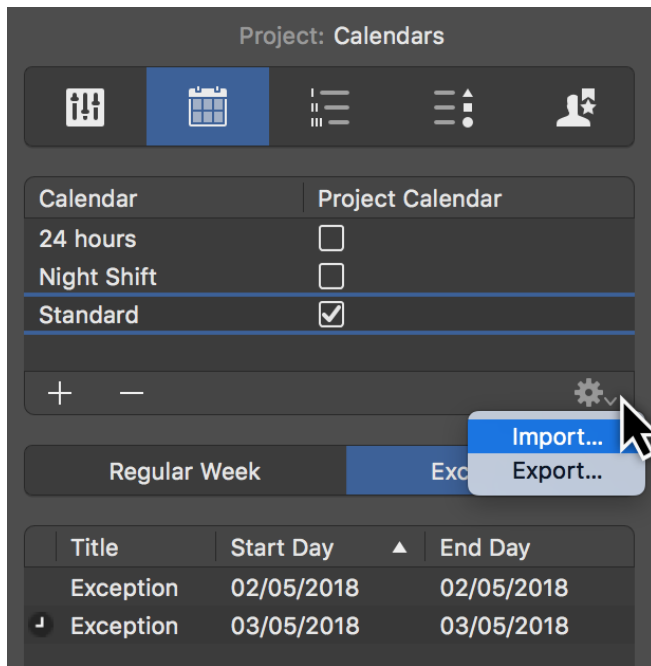 Project: Calendars
Calendar Project Calendar
24 hours
Night Shift
Standard
Import...
Regular Week Exc
Export...
Title Start Day End Day
Exception 02/05/2018 02/05/2018
Exception 03/05/2018 03/05/2018